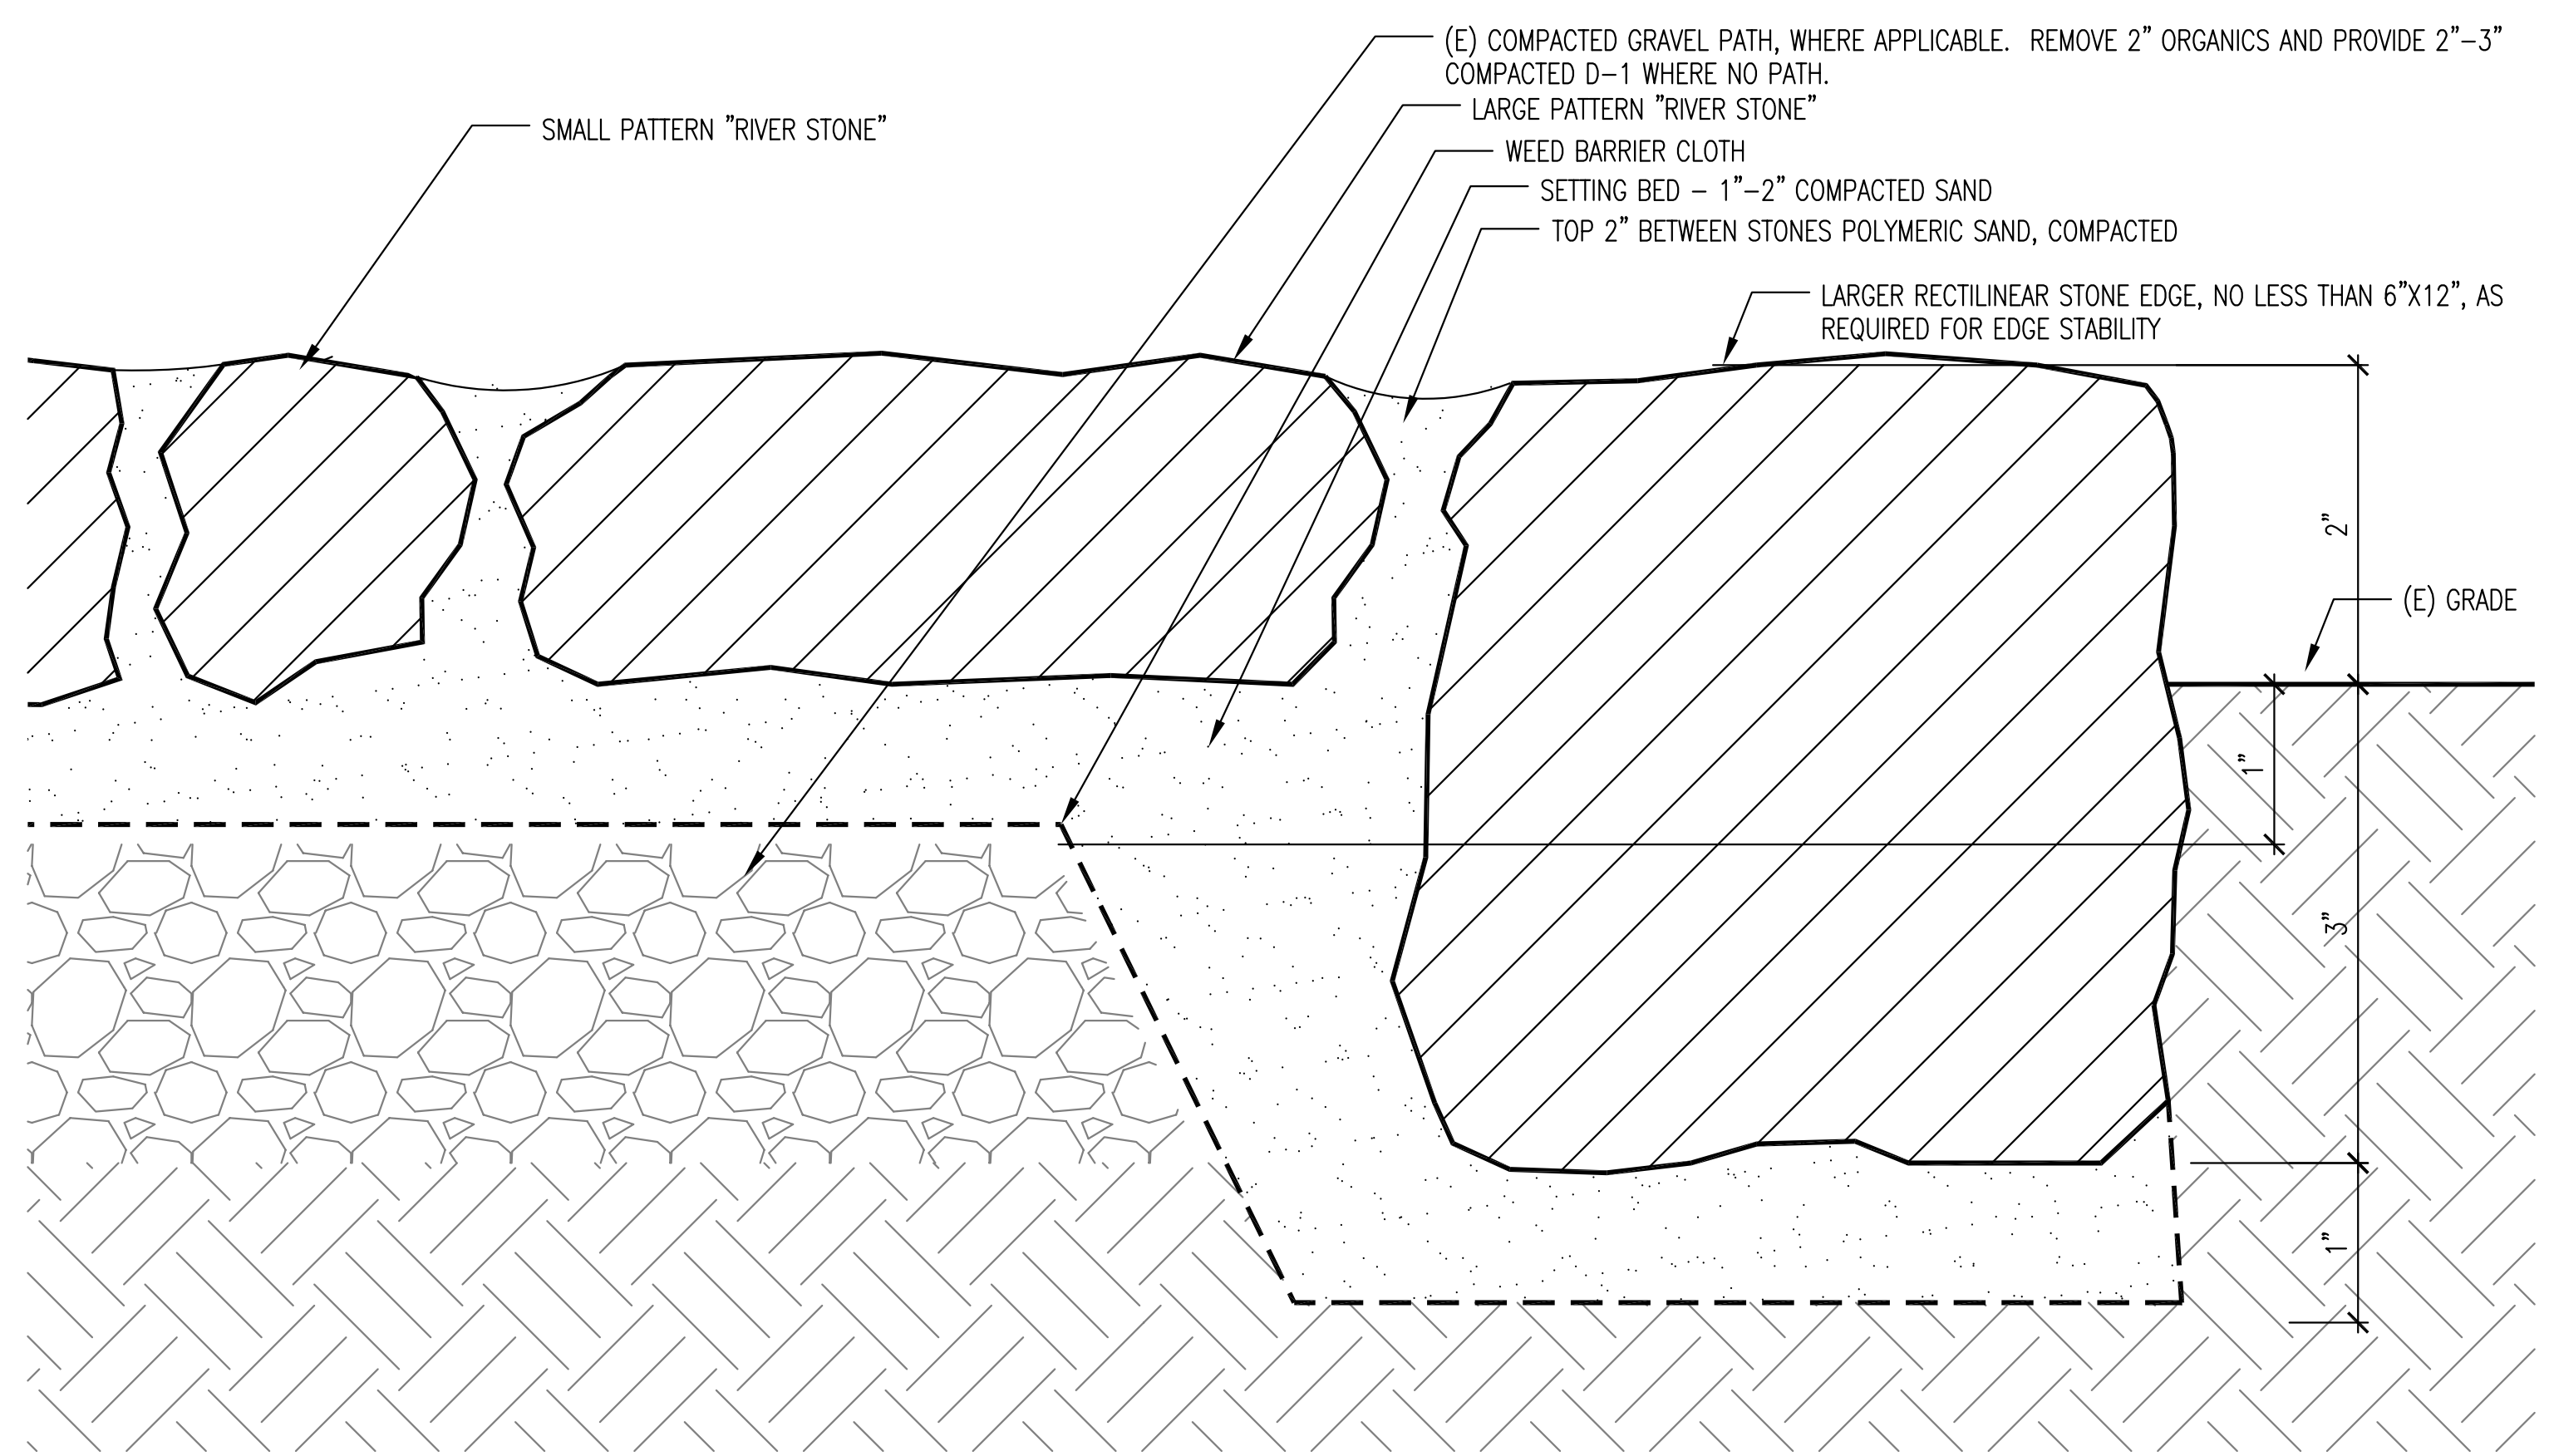 (E) COMPACTED GRAVEL PATH, WHERE APPLICABLE.  REMOVE 2” ORGANICS AND PROVIDE 2”-3”
COMPACTED D-1 WHERE NO PATH.
LARGE PATTERN ”RIVER STONE”
SMALL PATTERN ”RIVER STONE”
WEED BARRIER CLOTH
SETTING BED - 1”-2” COMPACTED SAND
TOP 2” BETWEEN STONES POLYMERIC SAND, COMPACTED
LARGER RECTILINEAR STONE EDGE, NO LESS THAN 6”X12”, AS
REQUIRED FOR EDGE STABILITY
2”
(E) GRADE
1”
3”
1”